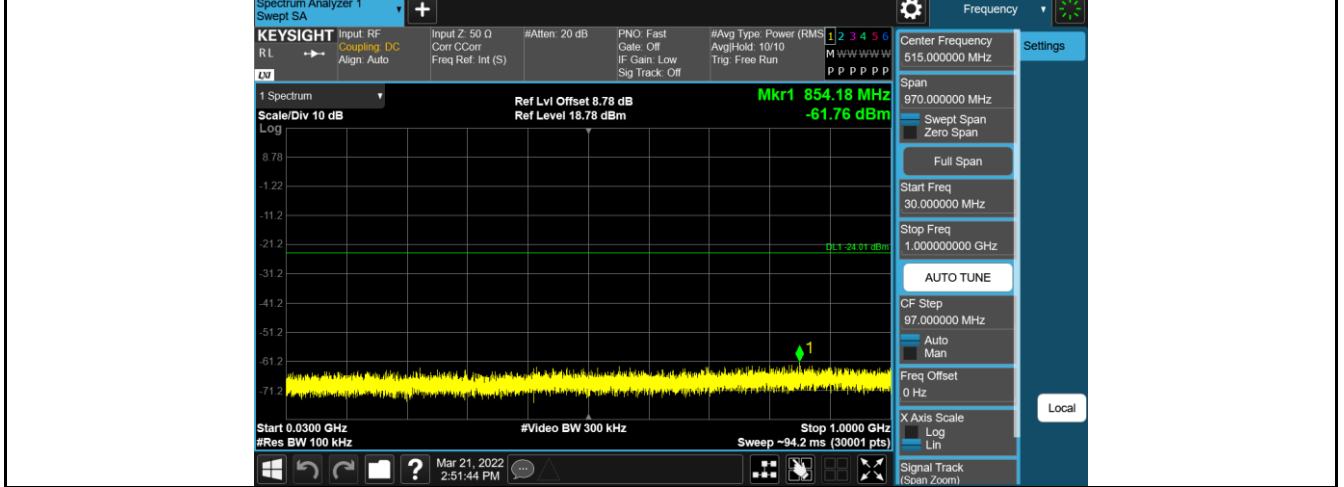 Spectrum Analyzer 1
Swept SA
Frequency
KEYSIGHT
R L
LXI
Input: RF
Coupling: DC
Align: Auto
Input Z: 50 Ω
Corr CCorr
Freq Ref: Int (S)
#Atten: 20 dB
PNO: Fast
Gate: Off
IF Gain: Low
Sig Track: Off
#Avg Type: Power (RMS
Avg|Hold: 10/10
Trig: Free Run
1 2 3 4 5 6
M W W W W W
P P P P P P
1 Spectrum
Scale/Div 10 dB
Log
Ref Lvl Offset 8.78 dB
Ref Level 18.78 dBm
Mkr1 854.18 MHz
-61.76 dBm
8.78
-1.22
-11.2
-21.2
DL1 -24.01 dBm
-31.2
-41.2
-51.2
1
-61.2
-71.2
Start 0.0300 GHz
#Res BW 100 kHz
#Video BW 300 kHz
Stop 1.0000 GHz
Sweep ~94.2 ms (30001 pts)
?
Mar 21, 2022
2:51:44 PM
Center Frequency
515.000000 MHz
Span
970.000000 MHz
Swept Span
Zero Span
Full Span
Start Freq
30.000000 MHz
Stop Freq
1.000000000 GHz
AUTO TUNE
CF Step
97.000000 MHz
Auto
Man
Freq Offset
0 Hz
X Axis Scale
Log
Lin
Signal Track
(Span Zoom)
Settings
Local